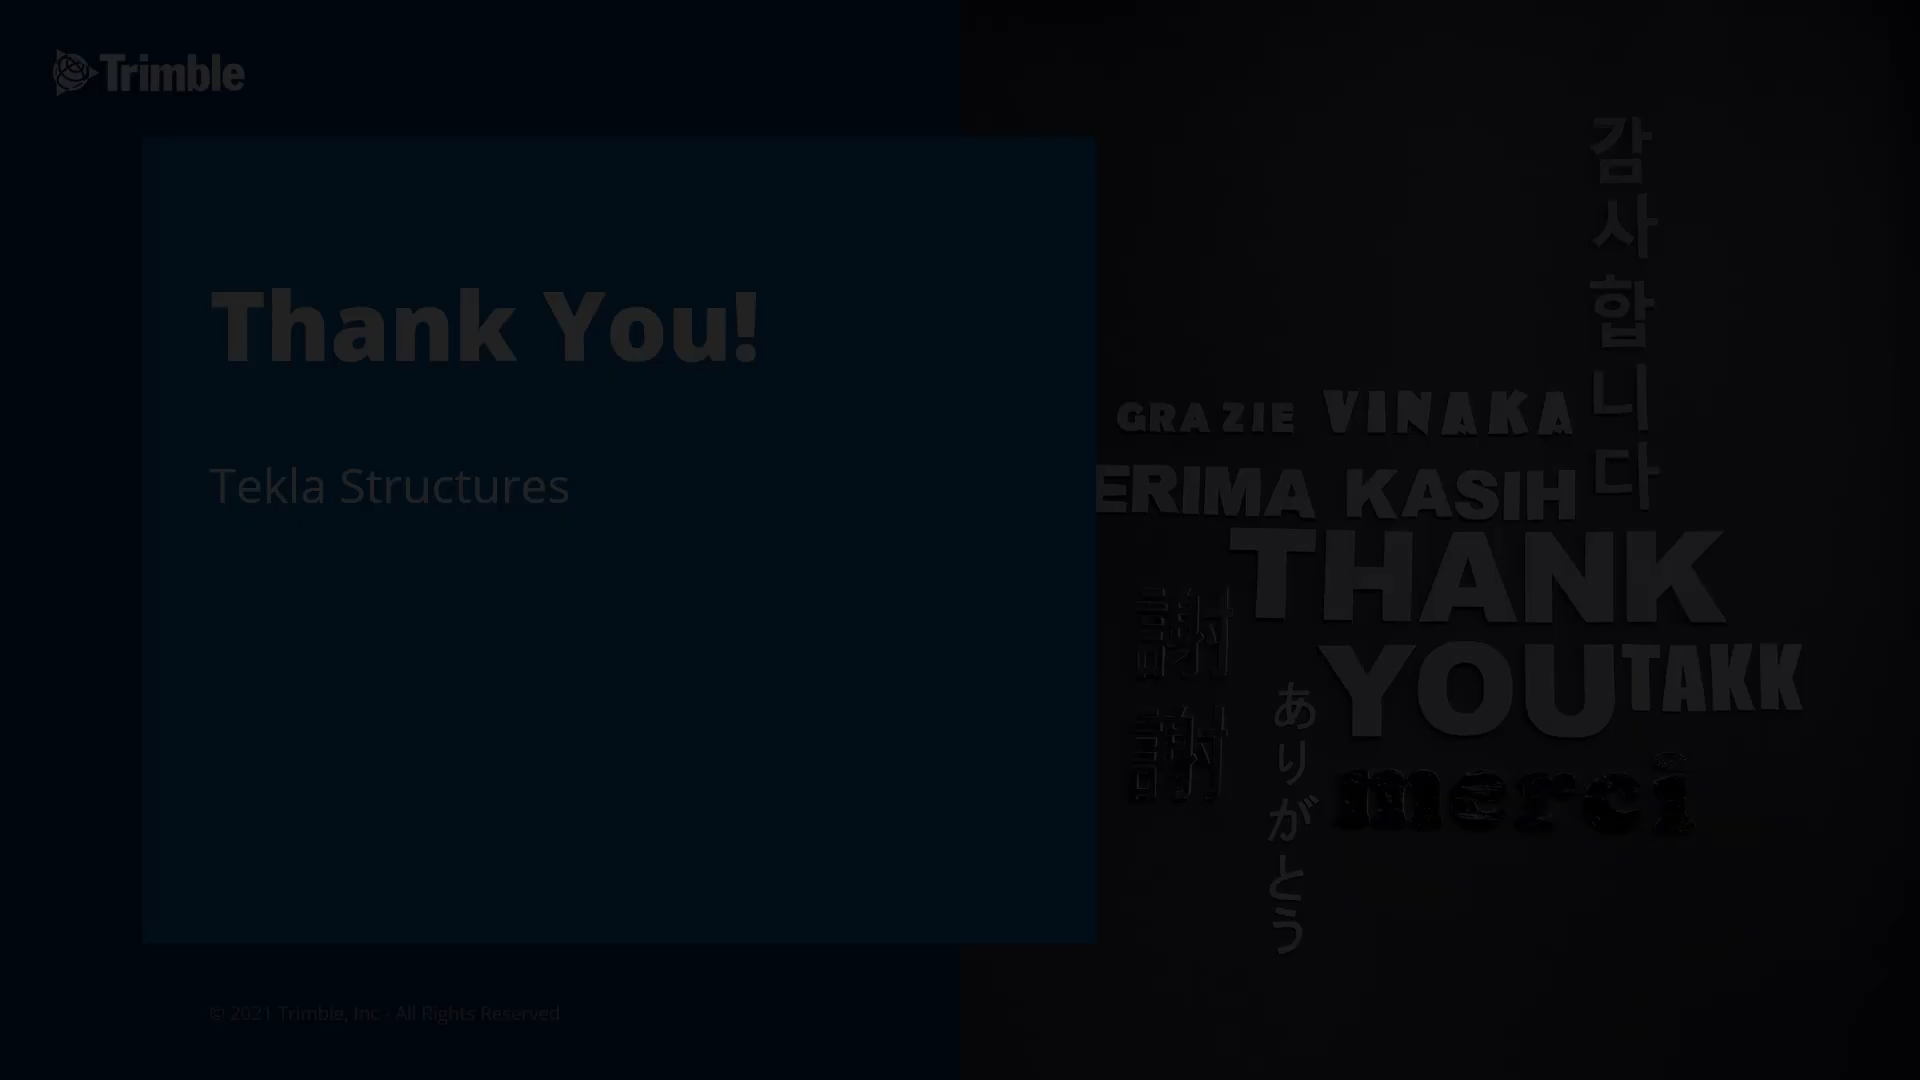 Trimble
Thank You!
Tekla Structures
© 2021 Trimble, Inc - All Rights Reserved
감사합니다
GRAZIE VINAKA
ERIMA KASIH
THANK
YOU TAKK
謝謝
ありがとう
merci